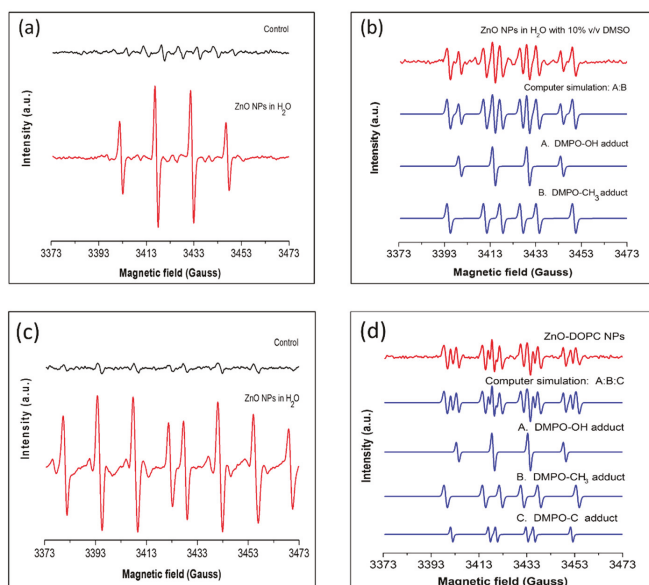 (a)
Control
ZnO NPs in H2O
Intensity (a.u.)
3373 3393 3413 3433 3453 3473
Magnetic field (Gauss)
(b)
ZnO NPs in H2O with 10% v/v DMSO
Computer simulation: A:B
A. DMPO-OH adduct
B. DMPO-CH3 adduct
Intensity (a.u.)
3373 3393 3413 3433 3453 3473
Magnetic field (Gauss)
(c)
Control
ZnO NPs in H2O
Intensity (a.u.)
3373 3393 3413 3433 3453 3473
Magnetic field (Gauss)
(d)
ZnO-DOPC NPs
Computer simulation: A:B:C
A. DMPO-OH adduct
B. DMPO-CH3 adduct
C. DMPO-C adduct
Intensity (a.u.)
3373 3393 3413 3433 3453 3473
Magnetic field (Gauss)